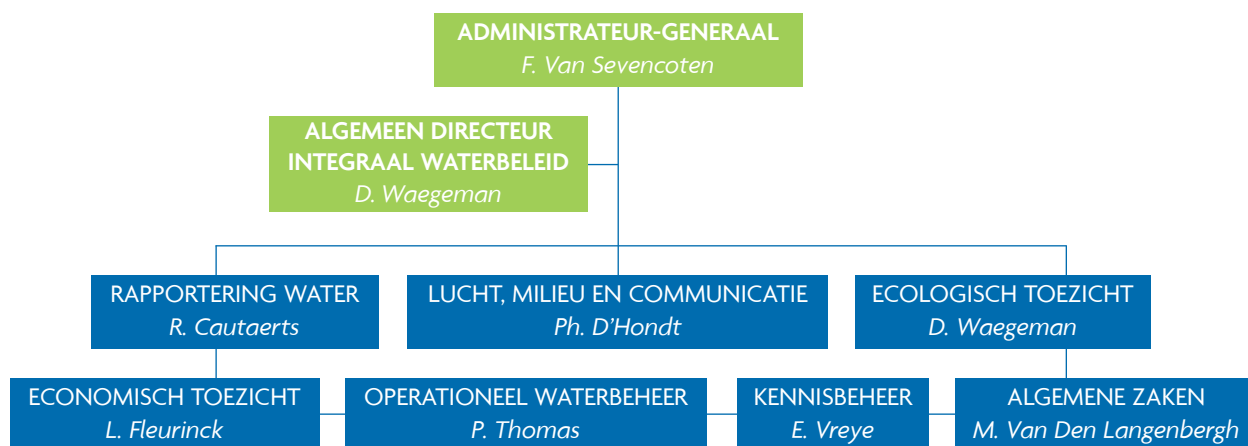 ADMINISTRATEUR-GENERAAL
F. Van Sevencoten
ALGEMEEN DIRECTEUR
INTEGRAAL WATERBELEID
D. Waegeman
RAPPORTERING WATER
R. Cautaerts
LUCHT, MILIEU EN COMMUNICATIE
Ph. D'Hondt
ECOLOGISCH TOEZICHT
D. Waegeman
ECONOMISCH TOEZICHT
L. Fleurinck
OPERATIONEEL WATERBEHEER
P. Thomas
KENNISBEHEER
E. Vreye
ALGEMENE ZAKEN
M. Van Den Langenbergh